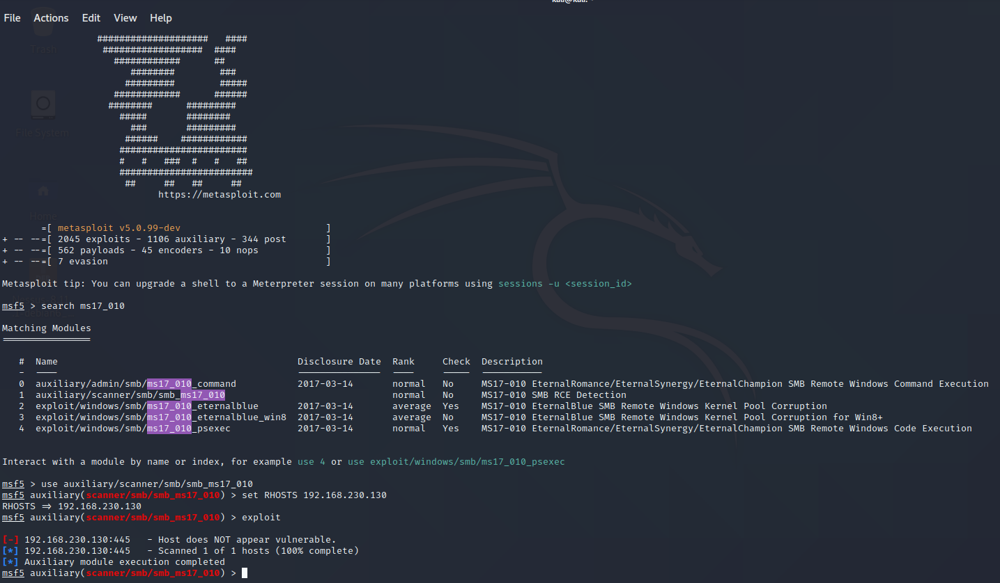 kali@kali: ~
File Actions Edit View Help
Trash
File System
Home
#####################   ####
###################  ####
############      ##
########        ###
#########        #####
############      ######
########      #########
#####       ########
###       #########
######    ############
#######################
#   #   ###  #   #   ##
########################
##     ##   ##     ##
https://metasploit.com
=[ metasploit v5.0.99-dev ]
+ -- --=[ 2045 exploits - 1106 auxiliary - 344 post ]
+ -- --=[ 562 payloads - 45 encoders - 10 nops ]
+ -- --=[ 7 evasion ]
Metasploit tip: You can upgrade a shell to a Meterpreter session on many platforms using sessions -u <session_id>
msf5 > search ms17_010
Matching Modules
================
#  Name  Disclosure Date  Rank  Check  Description
-  ----  ---------------  ----  -----  -----------
0  auxiliary/admin/smb/ms17_010_command  2017-03-14  normal  No  MS17-010 EternalRomance/EternalSynergy/EternalChampion SMB Remote Windows Command Execution
1  auxiliary/scanner/smb/smb_ms17_010  normal  No  MS17-010 SMB RCE Detection
2  exploit/windows/smb/ms17_010_eternalblue  2017-03-14  average  Yes  MS17-010 EternalBlue SMB Remote Windows Kernel Pool Corruption
3  exploit/windows/smb/ms17_010_eternalblue_win8  2017-03-14  average  No  MS17-010 EternalBlue SMB Remote Windows Kernel Pool Corruption for Win8+
4  exploit/windows/smb/ms17_010_psexec  2017-03-14  normal  Yes  MS17-010 EternalRomance/EternalSynergy/EternalChampion SMB Remote Windows Code Execution
Interact with a module by name or index, for example use 4 or use exploit/windows/smb/ms17_010_psexec
msf5 > use auxiliary/scanner/smb/smb_ms17_010
msf5 auxiliary(scanner/smb/smb_ms17_010) > set RHOSTS 192.168.230.130
RHOSTS => 192.168.230.130
msf5 auxiliary(scanner/smb/smb_ms17_010) > exploit
[-] 192.168.230.130:445   - Host does NOT appear vulnerable.
[*] 192.168.230.130:445   - Scanned 1 of 1 hosts (100% complete)
[*] Auxiliary module execution completed
msf5 auxiliary(scanner/smb/smb_ms17_010) >